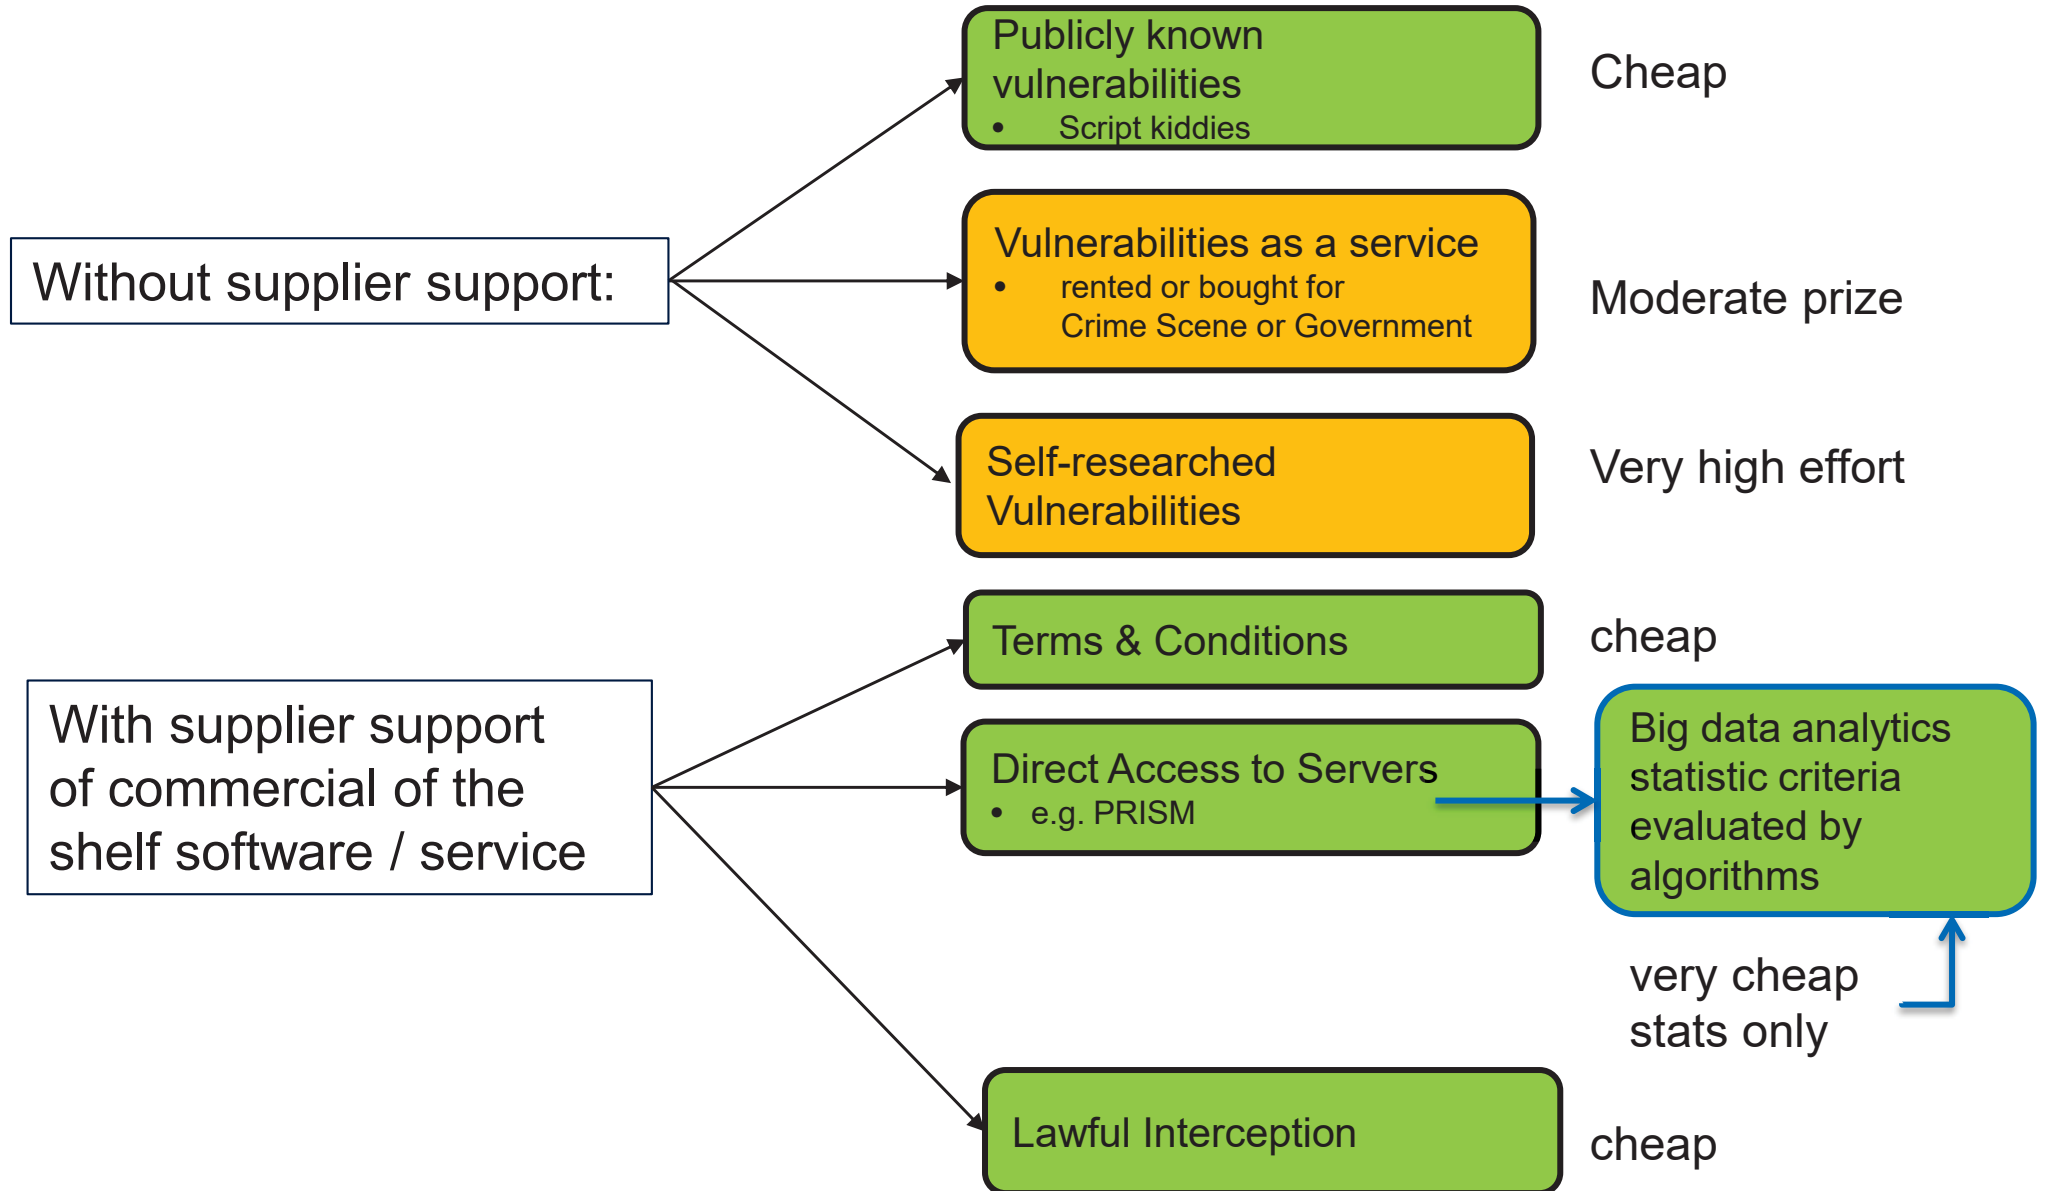 Publicly known
vulnerabilities
• Script kiddies
Cheap
Without supplier support:
Vulnerabilities as a service
• rented or bought for
Crime Scene or Government
Moderate prize
Self-researched
Vulnerabilities
Very high effort
With supplier support
of commercial of the
shelf software / service
Terms & Conditions
cheap
Direct Access to Servers
• e.g. PRISM
Big data analytics
statistic criteria
evaluated by
algorithms
very cheap
stats only
Lawful Interception
cheap